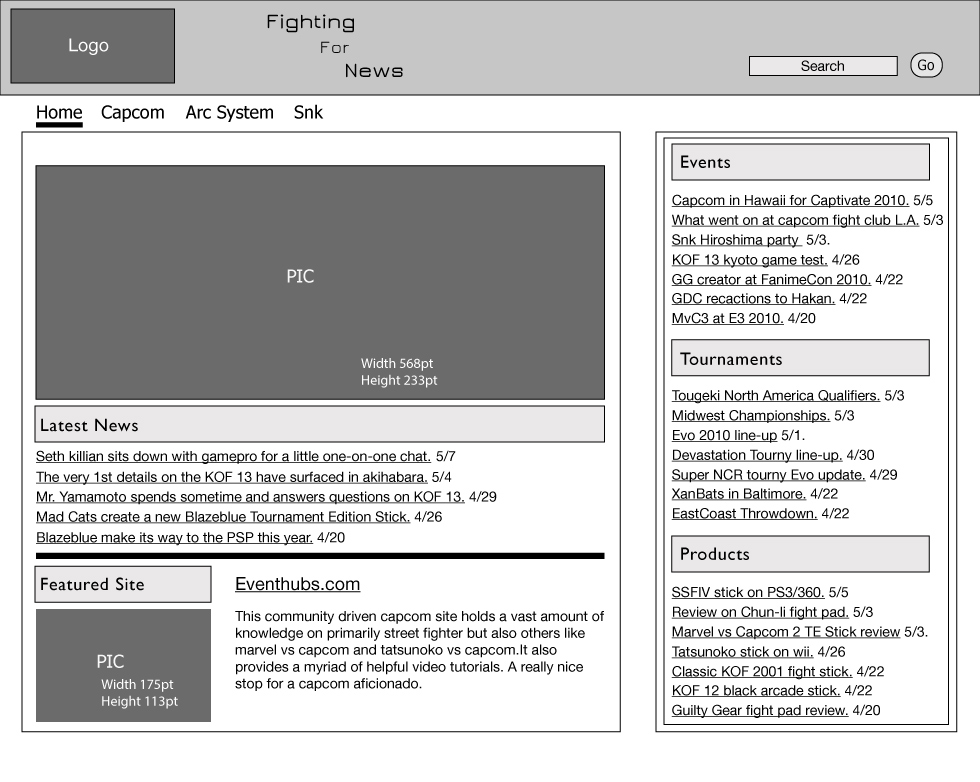 Logo
Fighting
For
News
Search
Go
Home Capcom Arc System Snk
PIC
Width 568pt
Height 233pt
Latest News
Seth killian sits down with gamepro for a little one-on-one chat. 5/7
The very 1st details on the KOF 13 have surfaced in akihabara. 5/4
Mr. Yamamoto spends sometime and answers questions on KOF 13. 4/29
Mad Cats create a new Blazeblue Tournament Edition Stick. 4/26
Blazeblue make its way to the PSP this year. 4/20
Featured Site
PIC
Width 175pt
Height 113pt
Eventhubs.com
This community driven capcom site holds a vast amount of
knowledge on primarily street fighter but also others like
marvel vs capcom and tatsunoko vs capcom.It also
provides a myriad of helpful video tutorials. A really nice
stop for a capcom aficionado.
Events
Capcom in Hawaii for Captivate 2010. 5/5
What went on at capcom fight club L.A. 5/3
Snk Hiroshima party 5/3.
KOF 13 kyoto game test. 4/26
GG creator at FanimeCon 2010. 4/22
GDC recactions to Hakan. 4/22
MvC3 at E3 2010. 4/20
Tournaments
Tougeki North America Qualifiers. 5/3
Midwest Championships. 5/3
Evo 2010 line-up 5/1.
Devastation Tourny line-up. 4/30
Super NCR tourny Evo update. 4/29
XanBats in Baltimore. 4/22
EastCoast Throwdown. 4/22
Products
SSFIV stick on PS3/360. 5/5
Review on Chun-li fight pad. 5/3
Marvel vs Capcom 2 TE Stick review 5/3.
Tatsunoko stick on wii. 4/26
Classic KOF 2001 fight stick. 4/22
KOF 12 black arcade stick. 4/22
Guilty Gear fight pad review. 4/20